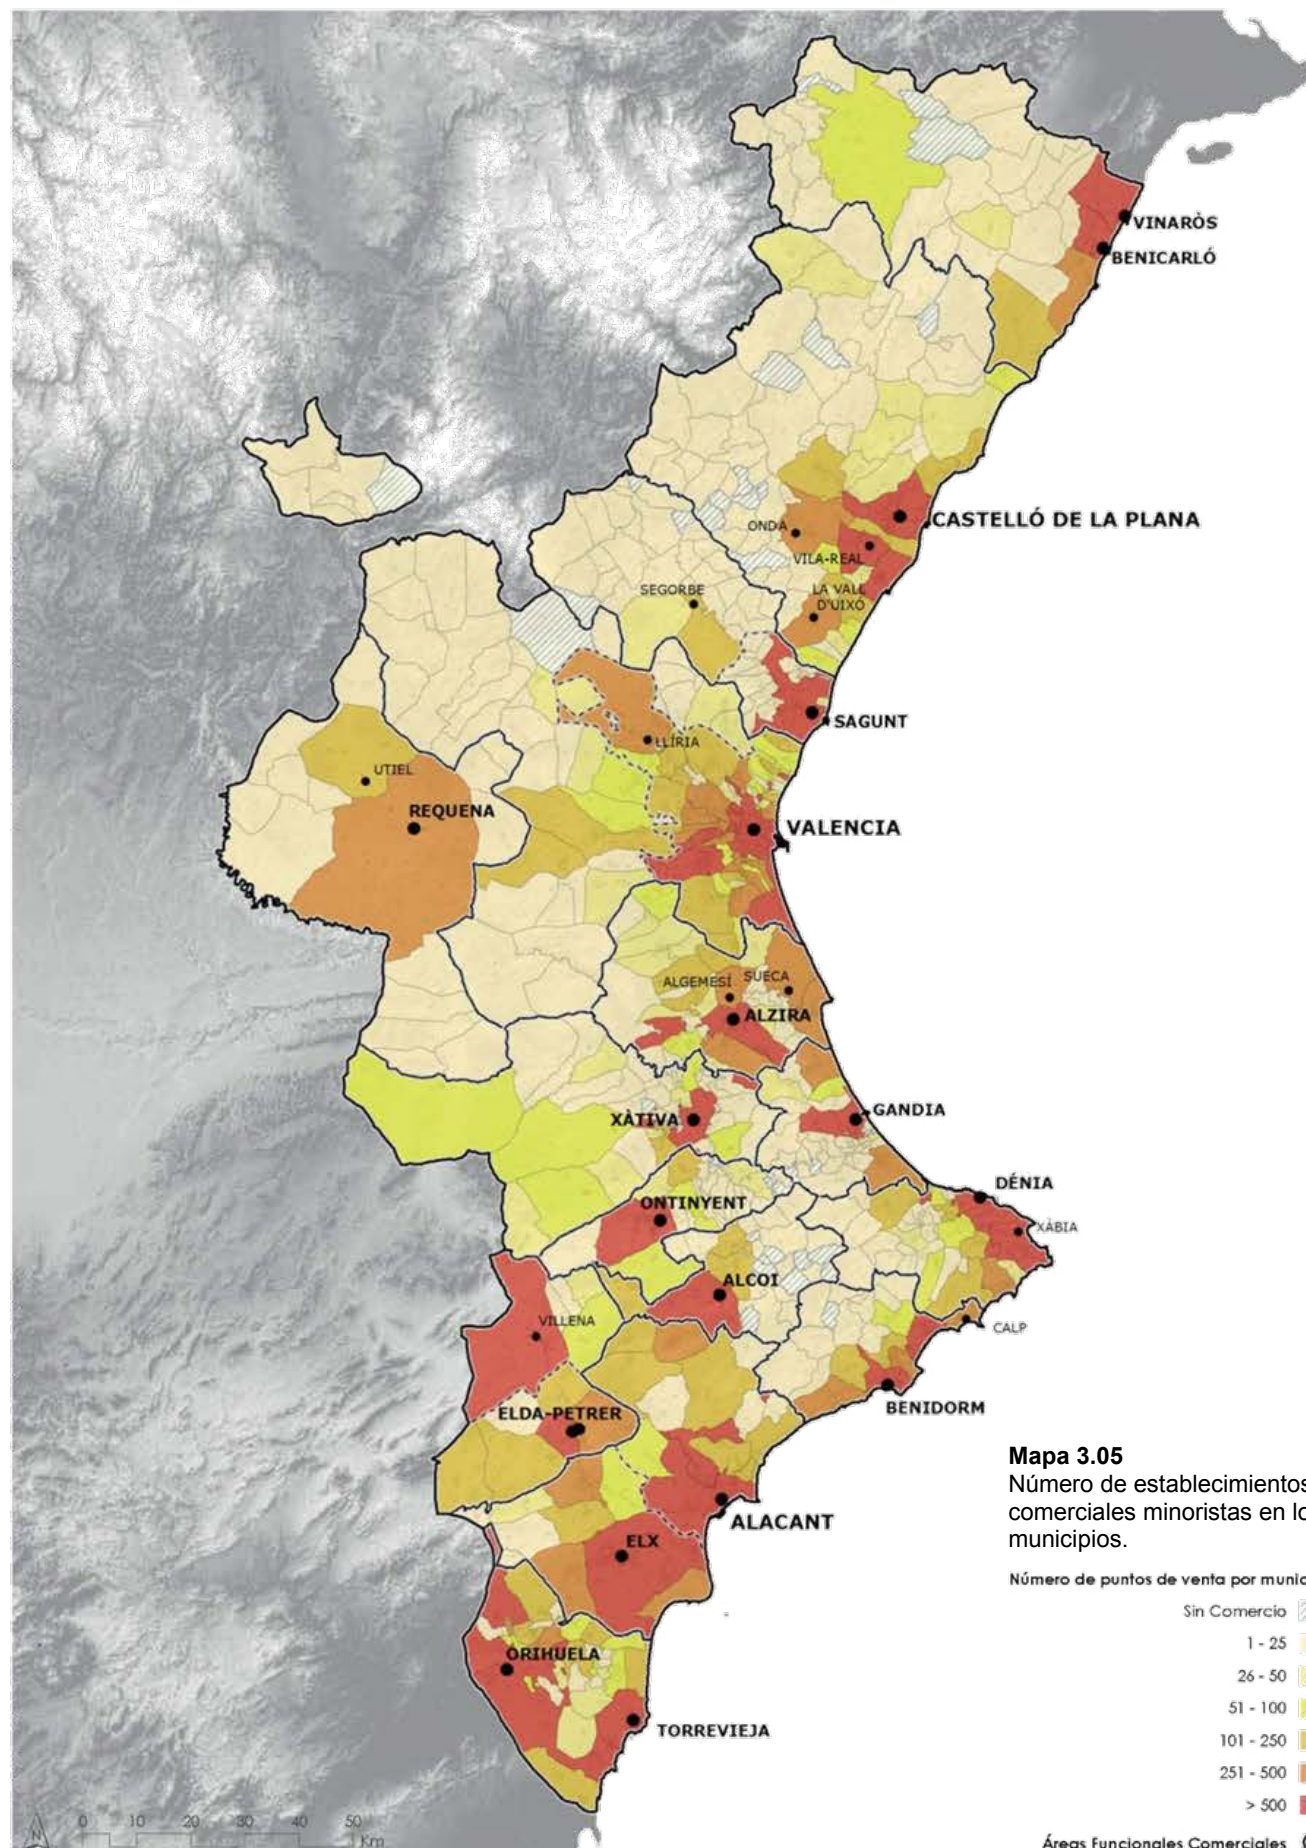 VINARÒS
BENICARLÓ
CASTELLÓ DE LA PLANA
ONDA
VILA-REAL
SEGORBE
LA VALL
D'UIXÓ
SAGUNT
LLÍRIA
UTIEL
REQUENA
VALENCIA
ALGEMESÍ
SUECA
ALZIRA
XÀTIVA
GANDIA
DÉNIA
ONTINYENT
XÀBIA
ALCOI
VILLENA
CALP
BENIDORM
ELDA-PETRER
Mapa 3.05
Número de establecimientos
comerciales minoristas en lo
municipios.
ALACANT
ELX
Número de puntos de venta por munic
Sin Comercio
1 - 25
26 - 50
51 - 100
101 - 250
251 - 500
> 500
ORIHUELA
TORREVIEJA
0 10 20 30 40 50
Km
N
Áreas Funcionales Comerciales